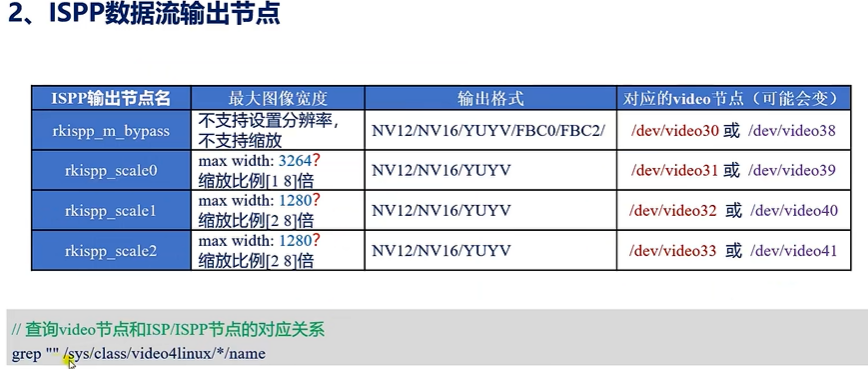 2、ISPP数据流输出节点
ISPP输出节点名 最大图像宽度 输出格式 对应的video节点（可能会变）
rkispp_m_bypass 不支持设置分辨率，
不支持缩放 NV12/NV16/YUYV/FBC0/FBC2/ /dev/video30 或 /dev/video38
rkispp_scale0 max width: 3264?
缩放比例[1 8]倍 NV12/NV16/YUYV /dev/video31 或 /dev/video39
rkispp_scale1 max width: 1280?
缩放比例[2 8]倍 NV12/NV16/YUYV /dev/video32 或 /dev/video40
rkispp_scale2 max width: 1280?
缩放比例[2 8]倍 NV12/NV16/YUYV /dev/video33 或 /dev/video41
// 查询video节点和ISP/ISPP节点的对应关系
grep "" /sys/class/video4linux/*/name